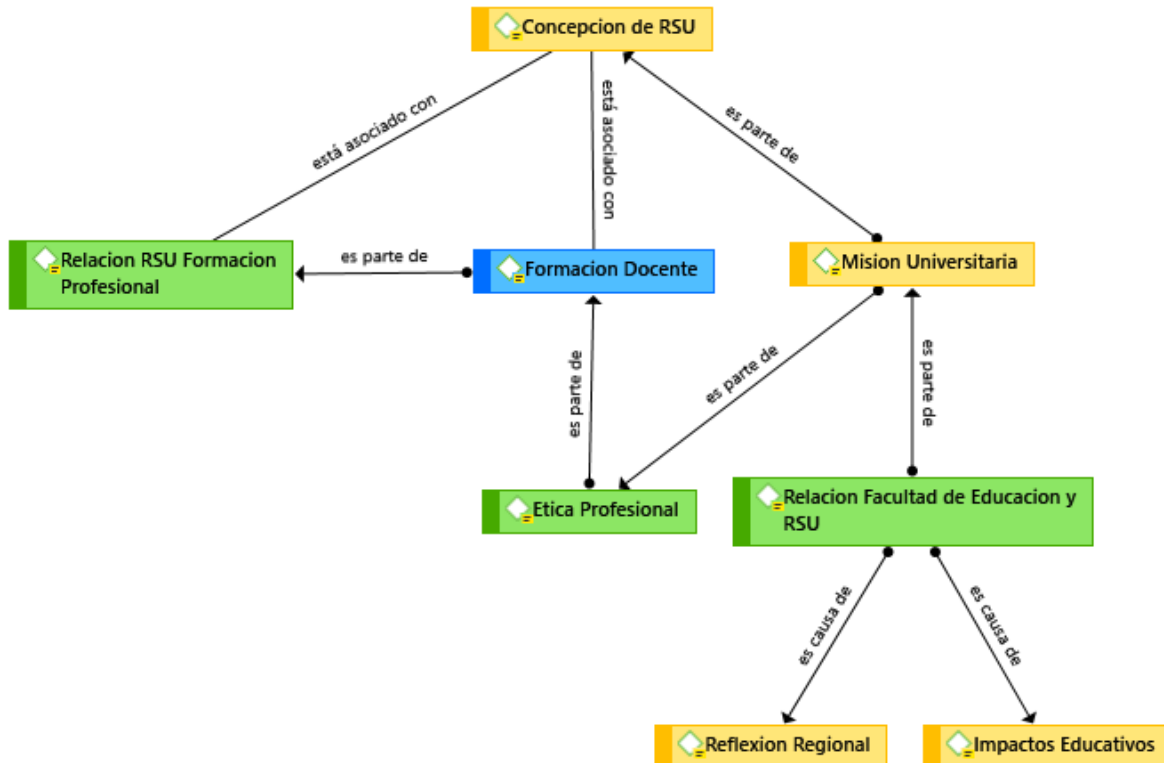 Concepcion de RSU
está asociado con
está asociado con
es parte de
Relacion RSU Formacion
Profesional
es parte de
Formacion Docente
Mision Universitaria
es parte de
es parte de
es parte de
Etica Profesional
Relacion Facultad de Educacion y
RSU
es causa de
es causa de
Reflexion Regional
Impactos Educativos